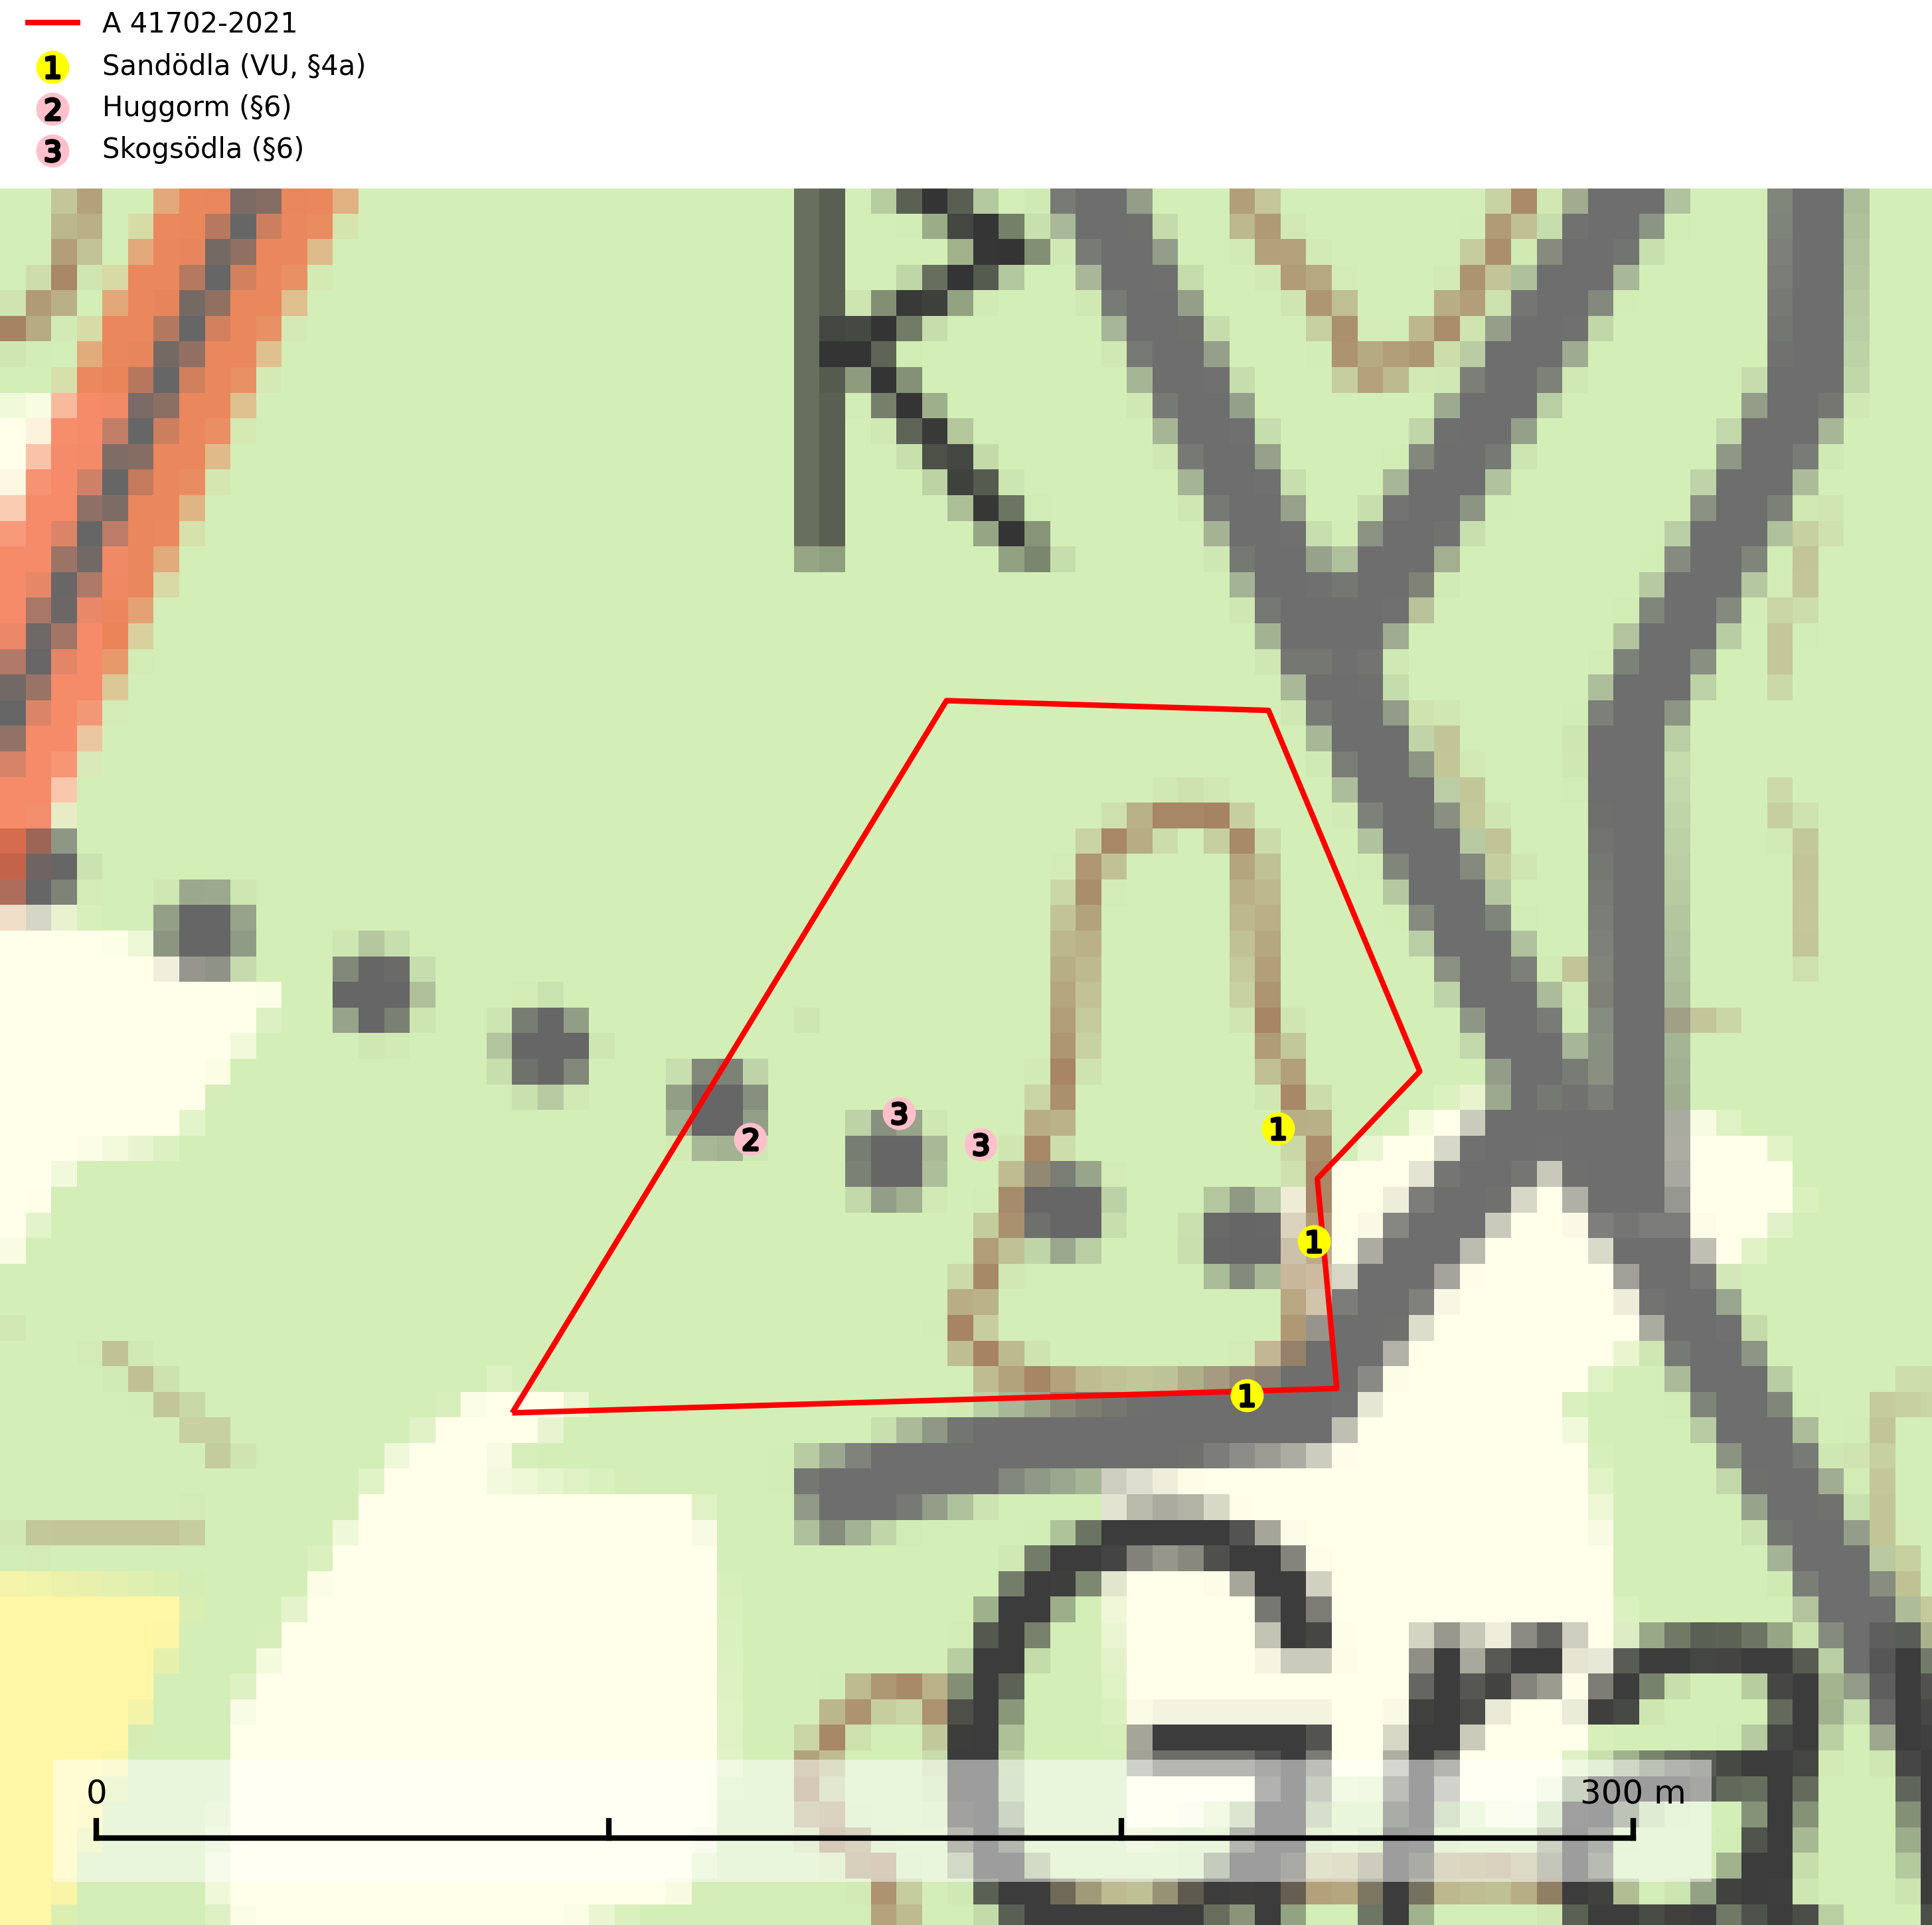 A 41702-2021
1 Sandödla (VU, §4a)
2 Huggorm (§6)
3 Skogsödla (§6)
3
1
2
3
1
1
0 300 m